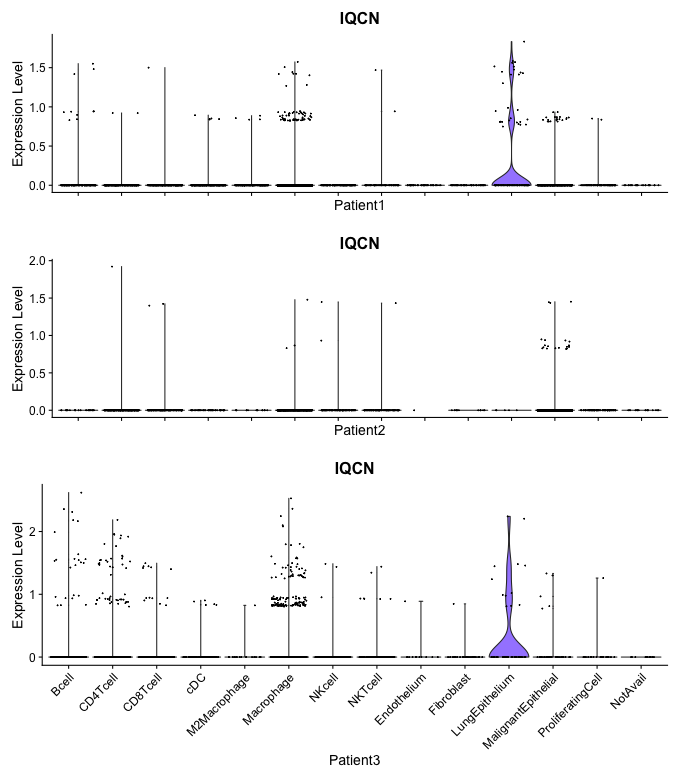 IQCN
Expression Level
1.5
1.0
0.5
0.0
Patient1
IQCN
Expression Level
2.0
1.5
1.0
0.5
0.0
Patient2
IQCN
Expression Level
2
1
0
Bcell
CD4Tcell
CD8Tcell
cDC
M2Macrophage
Macrophage
NKcell
NKTcell
Endothelium
Fibroblast
LungEpithelium
MalignantEpithelial
ProliferatingCell
NotAvail
Patient3